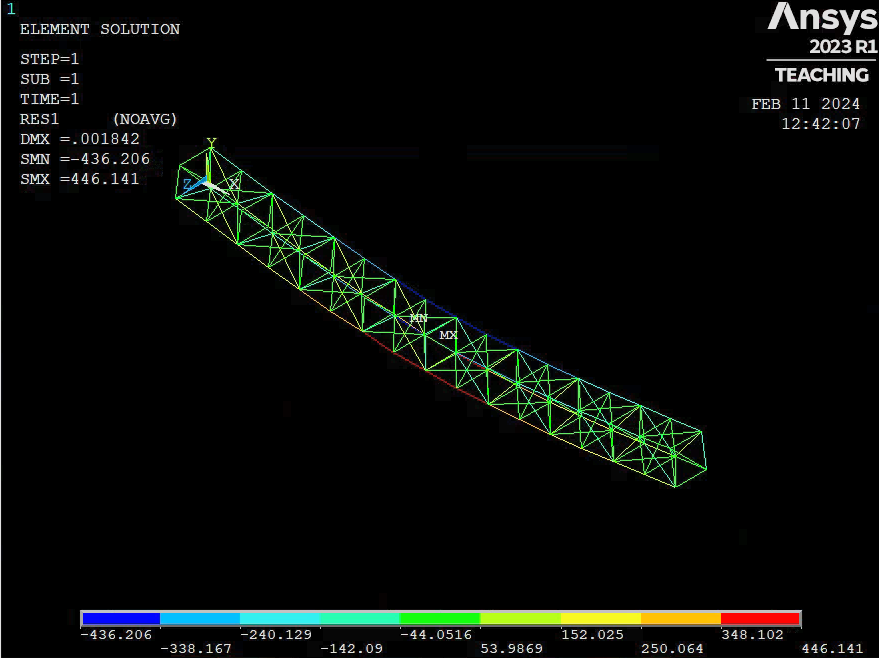 1
ELEMENT SOLUTION
STEP=1
SUB =1
TIME=1
RES1 (NOAVG)
DMX =.001842
SMN =-436.206
SMX =446.141
Ansys
2023 R1
TEACHING
FEB 11 2024
12:42:07
Y
Z X
MN
MX
-436.206 -240.129 -44.0516 152.025 348.102
-338.167 -142.09 53.9869 250.064 446.141